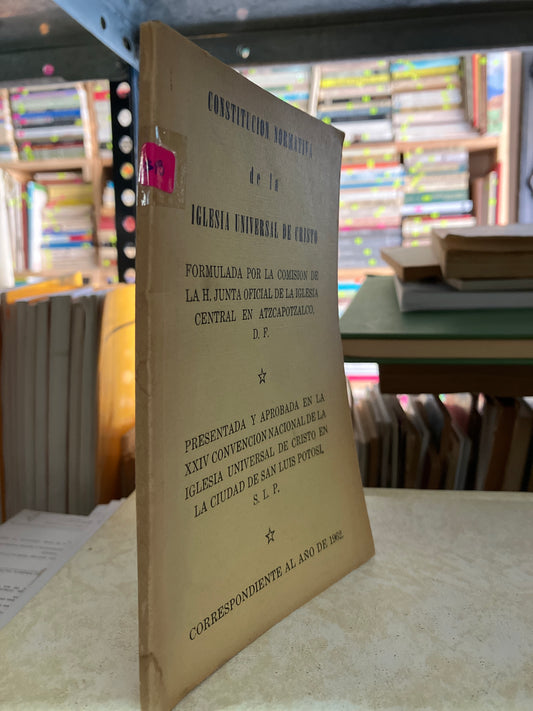 CONSTITUCION NORMATIVA
de la
IGLESIA UNIVERSAL DE CRISTO
FORMULADA POR LA COMISION DE
LA H. JUNTA OFICIAL DE LA IGLESIA
CENTRAL EN ATZCAPOTZALCO,
D. F.
PRESENTADA Y APROBADA EN LA
XXIV CONVENCION NACIONAL DE LA
IGLESIA UNIVERSAL DE CRISTO EN
LA CIUDAD DE SAN LUIS POTOSI,
S. L. P.
CORRESPONDIENTE AL AÑO DE 1962.